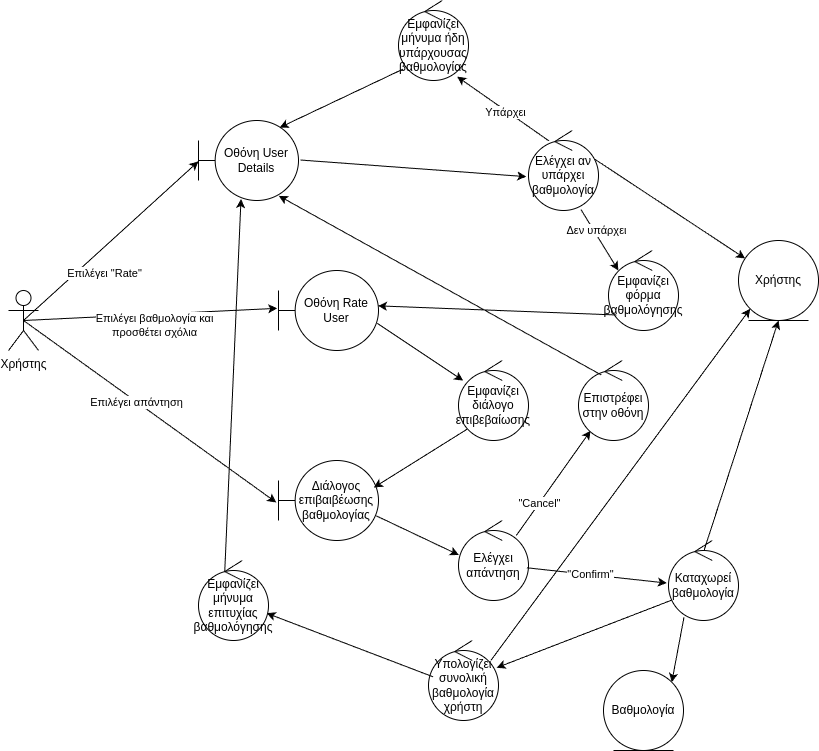 Εμφανίζει
μήνυμα ήδη
υπάρχουσας
βαθμολογίας
Υπάρχει
Οθόνη User
Details
Ελέγχει αν
υπάρχει
βαθμολογία
Δεν υπάρχει
Επιλέγει "Rate"
Χρήστης
Εμφανίζει
φόρμα
βαθμολόγησης
Οθόνη Rate
User
Επιλέγει βαθμολογία και
προσθέτει σχόλια
Χρήστης
Εμφανίζει
διάλογο
επιβεβαίωσης
Επιστρέφει
στην οθόνη
Επιλέγει απάντηση
Διάλογος
επιβαιβέωσης
βαθμολογίας
"Cancel"
Ελέγχει
απάντηση
"Confirm"
Καταχωρεί
βαθμολογία
Εμφανίζει
μήνυμα
επιτυχίας
βαθμολόγησης
Υπολογίζει
συνολική
βαθμολογία
χρήστη
Βαθμολογία